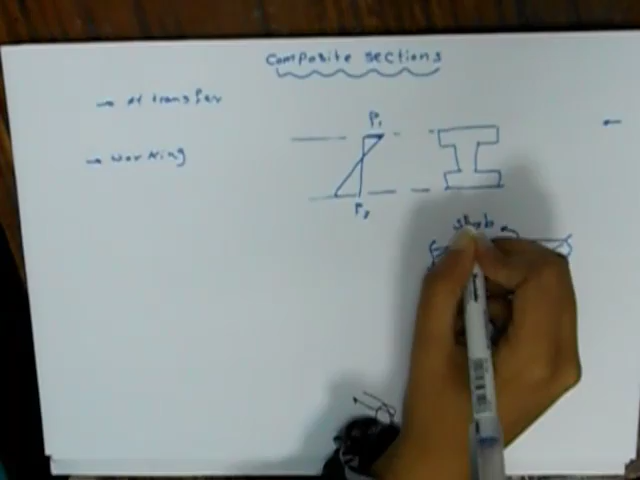 composite sections
→ At transfer
P₁
→ working
P₂
slab